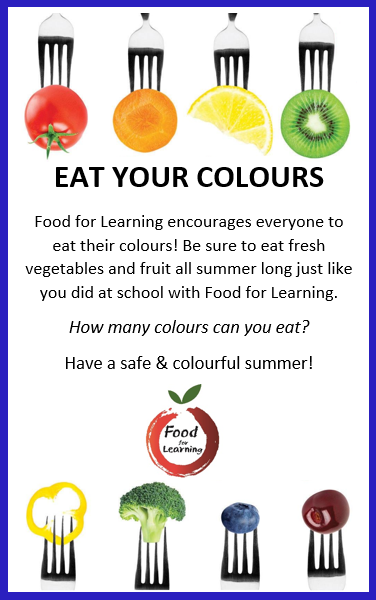 EAT YOUR COLOURS
Food for Learning encourages everyone to
eat their colours! Be sure to eat fresh
vegetables and fruit all summer long just like
you did at school with Food for Learning.
How many colours can you eat?
Have a safe & colourful summer!
Food
for
Learning